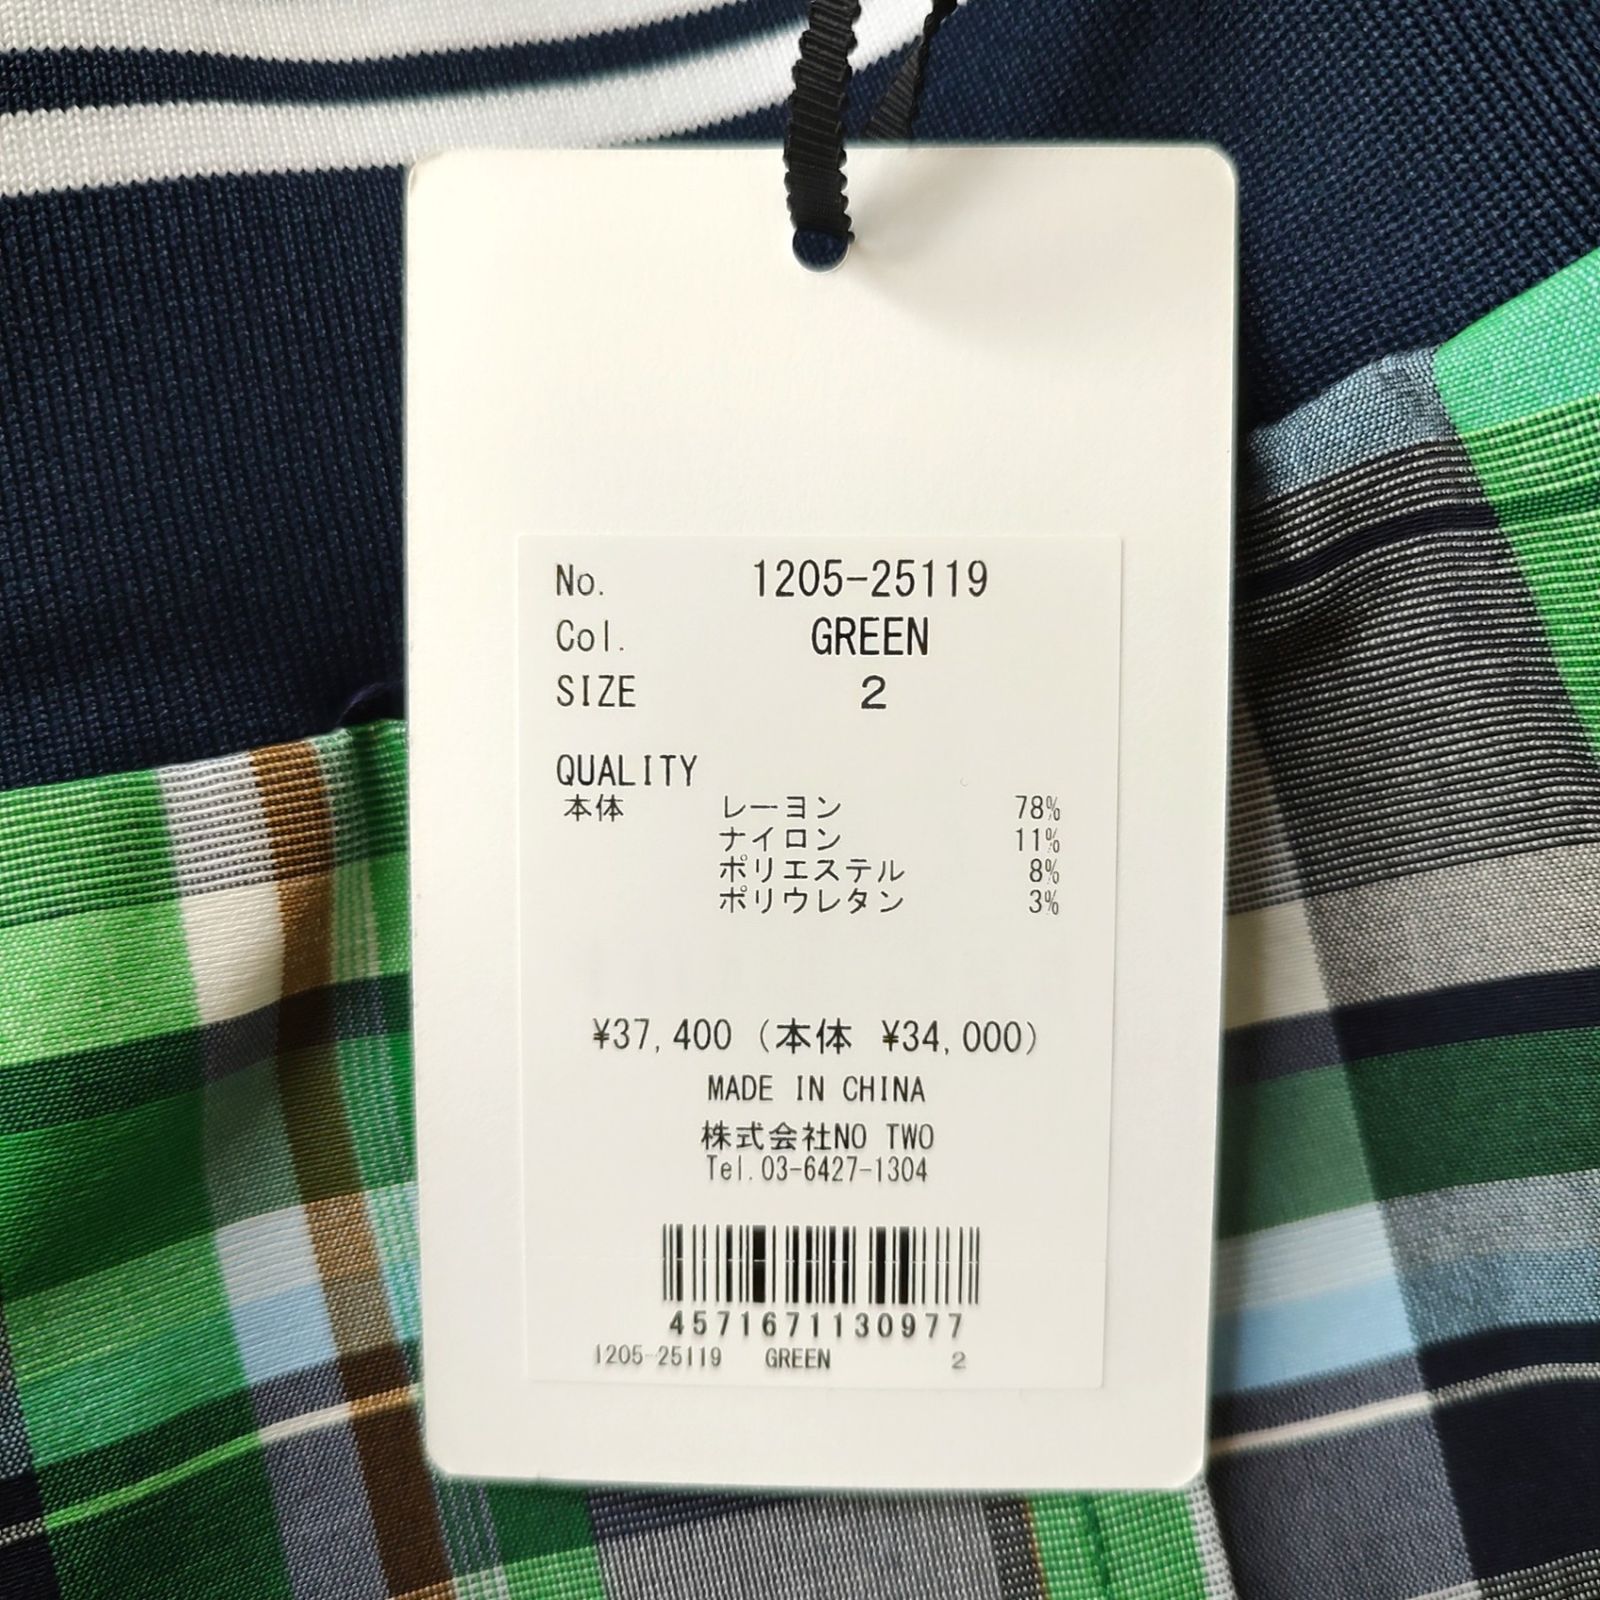 No. 1205-25119
Col. GREEN
SIZE 2
QUALITY
本体 レーヨン 78%
ナイロン 11%
ポリエステル 8%
ポリウレタン 3%
¥37,400 (本体 ¥34,000)
MADE IN CHINA
株式会社NO TWO
Tel.03-6427-1304
4571671130977
1205-25119 GREEN 2